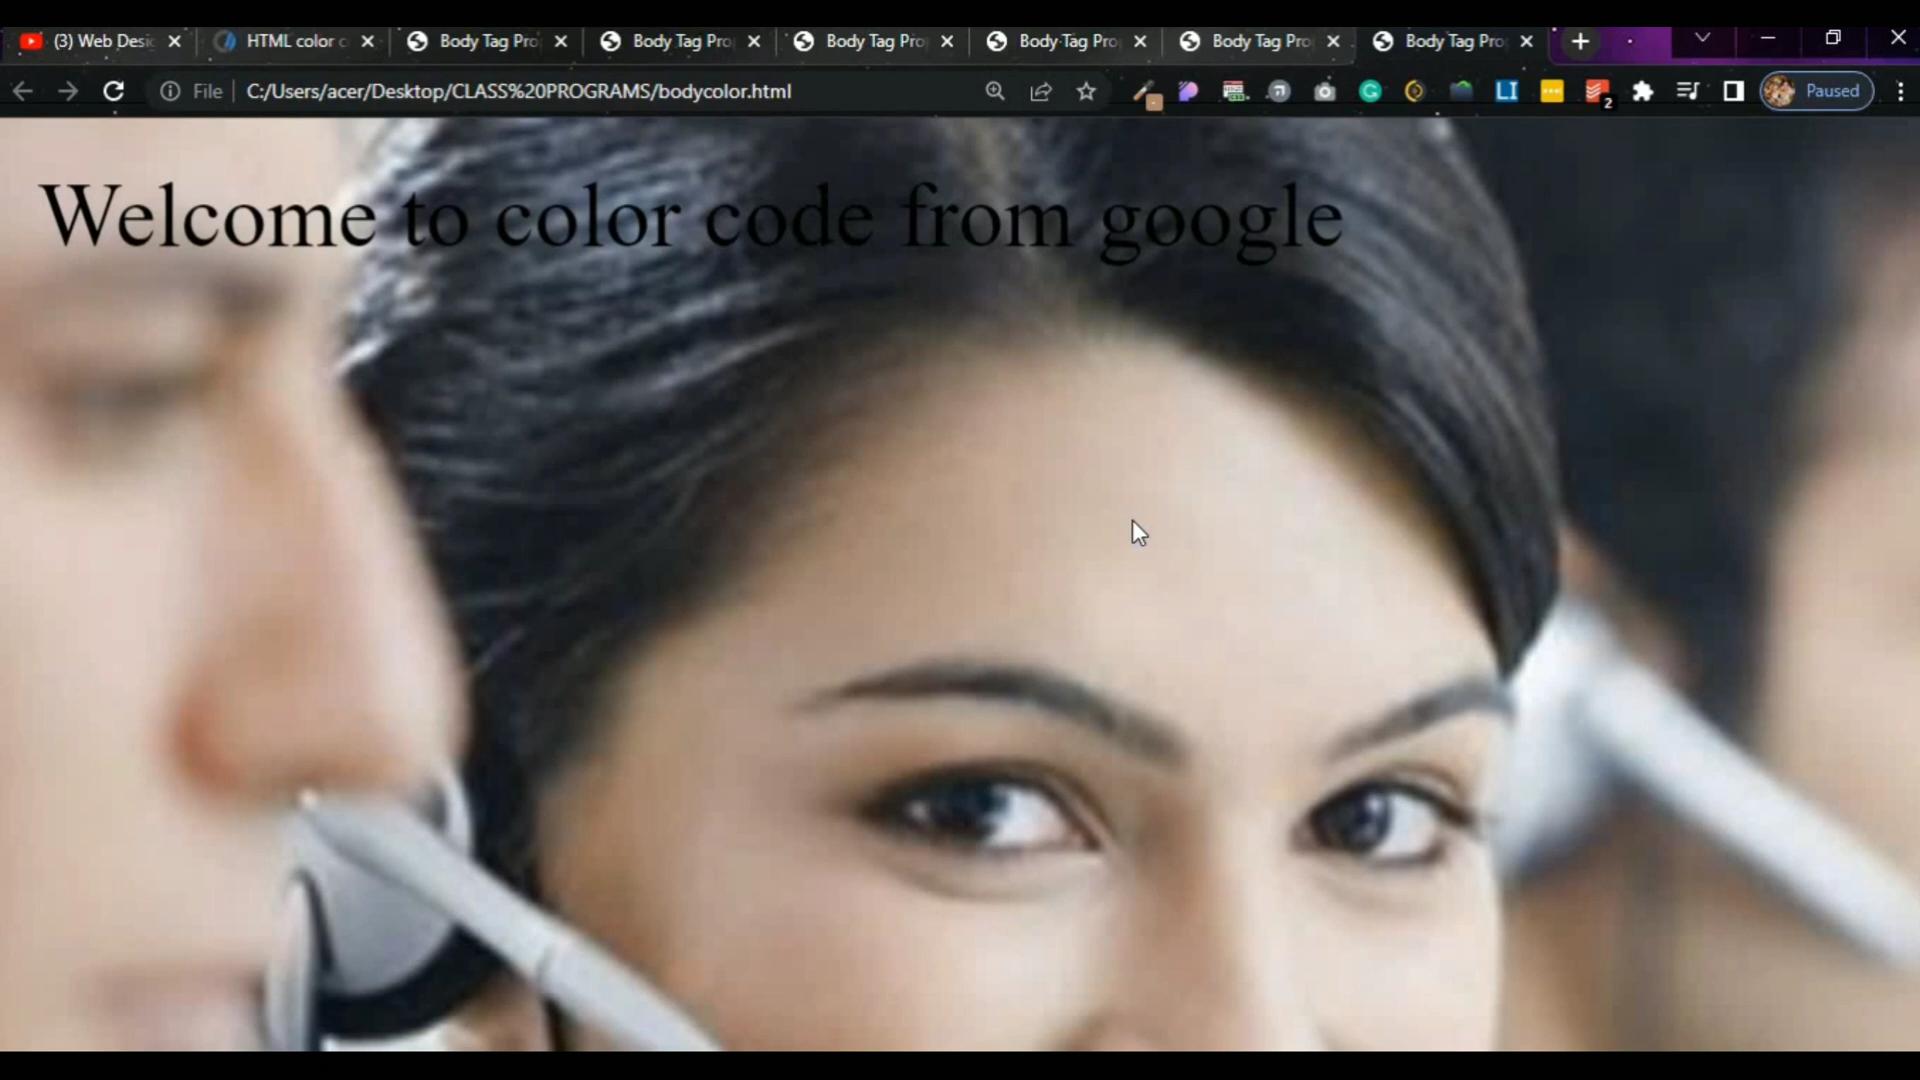 (3) Web Desi
HTML color c
Body Tag Pro
Body Tag Pro
Body Tag Pro
Body Tag Pro
Body Tag Pro
Body Tag Pro
File
C:/Users/acer/Desktop/CLASS%20PROGRAMS/bodycolor.html
LI
2
Paused
Welcome to color code from google